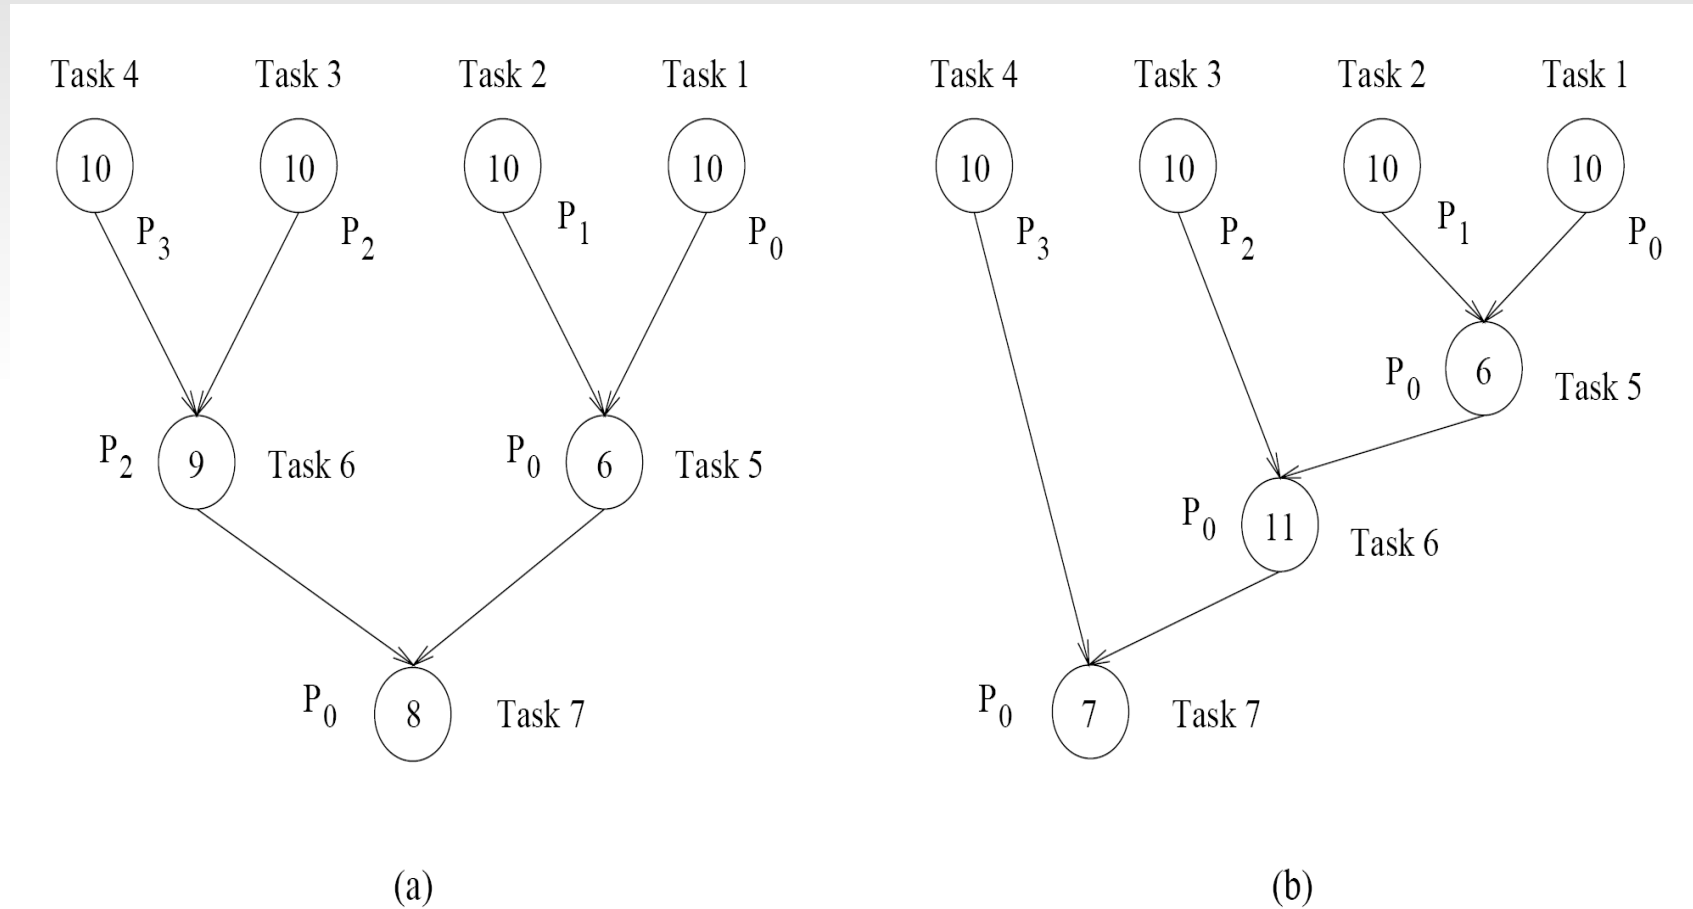 Task 4 Task 3 Task 2 Task 1
10 10 10 10
P3 P2 P1 P0
P2 9 Task 6 P0 6 Task 5
P0 8 Task 7
(a)
Task 4 Task 3 Task 2 Task 1
10 10 10 10
P3 P2 P1 P0
P0 6 Task 5
P0 11 Task 6
P0 7 Task 7
(b)